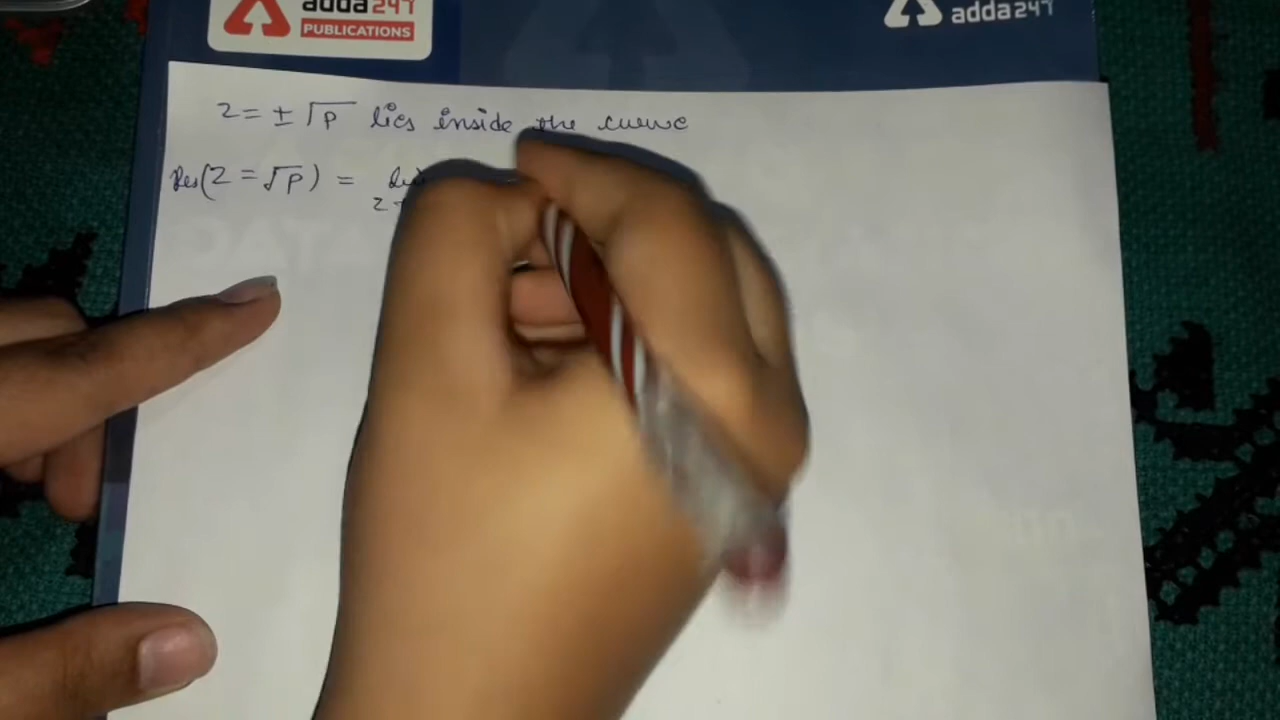 adda247
PUBLICATIONS
adda247
z = ± √p lies inside the curve
Res(z = √p) =